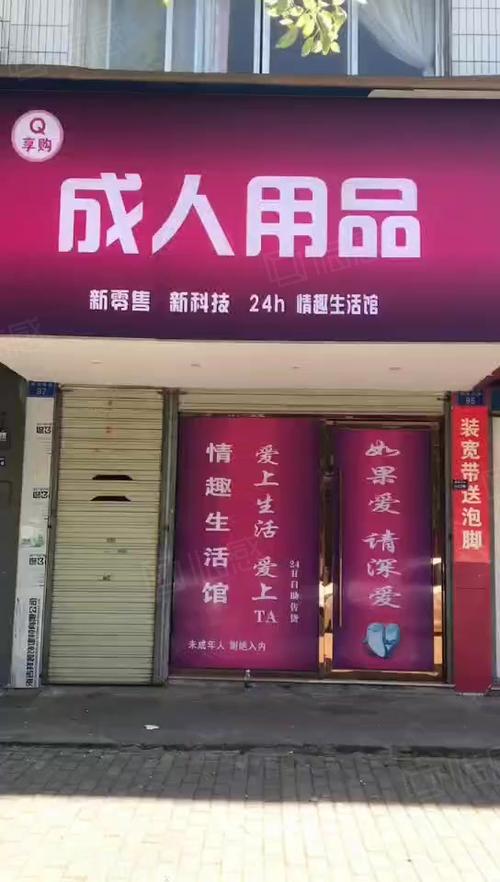 Q
享购
成人用品
新零售 新科技 24h 情趣生活馆
97
95
情趣生活馆
爱上生活 爱上TA
24H自助售货
未成年人 谢绝入内
如果爱 请深爱
装宽带送泡脚